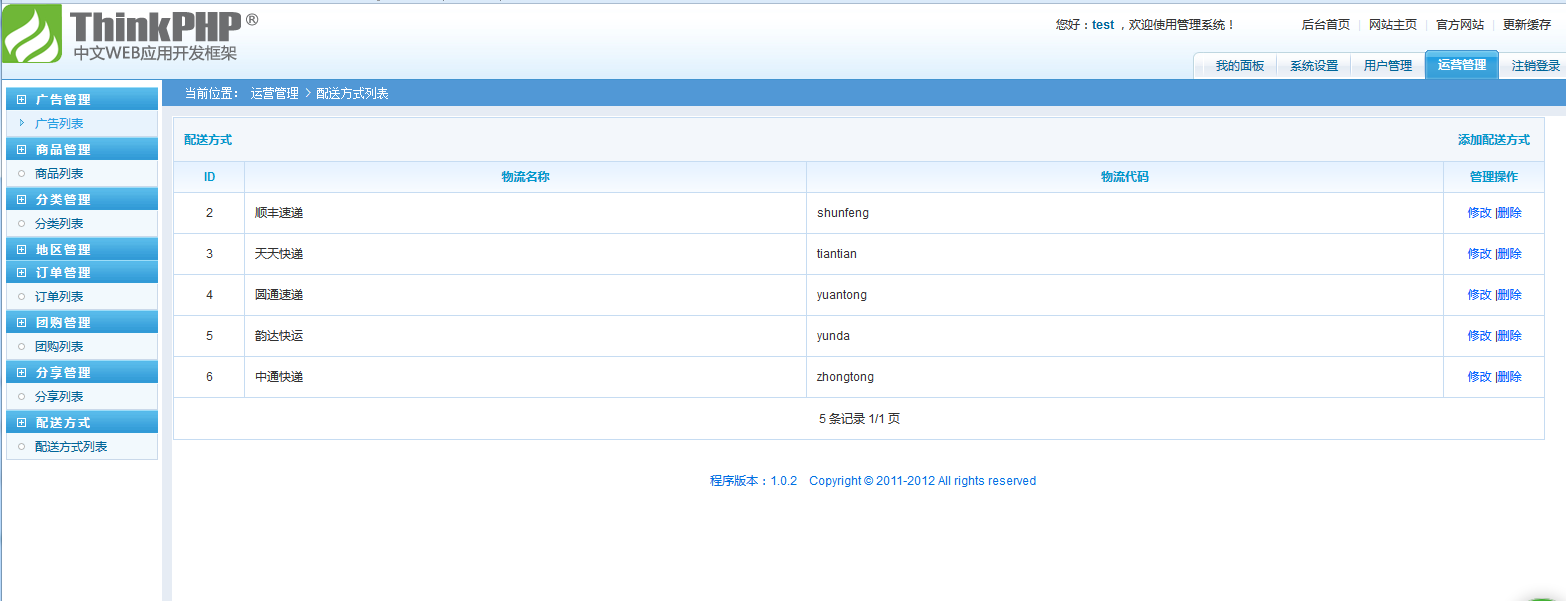 ThinkPHP®
中文WEB应用开发框架
您好：test ，欢迎使用管理系统！ 后台首页 网站主页 官方网站 更新缓存
我的面板 系统设置 用户管理 运营管理 注销登录
广告管理
广告列表
商品管理
商品列表
分类管理
分类列表
地区管理
订单管理
订单列表
团购管理
团购列表
分享管理
分享列表
配送方式
配送方式列表
当前位置： 运营管理 > 配送方式列表
配送方式 添加配送方式
ID 物流名称 物流代码 管理操作
2 顺丰速递 shunfeng 修改 |删除
3 天天快递 tiantian 修改 |删除
4 圆通速递 yuantong 修改 |删除
5 韵达快运 yunda 修改 |删除
6 中通快递 zhongtong 修改 |删除
5 条记录 1/1 页
程序版本：1.0.2 Copyright © 2011-2012 All rights reserved